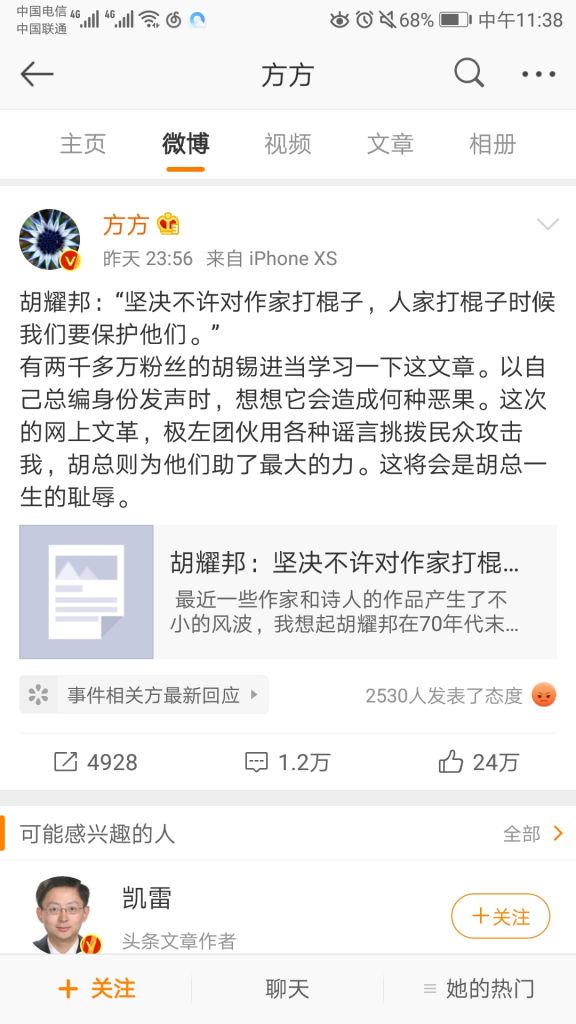 中国电信 4G 4G 68% 中午11:38
中国联通
方方
主页 微博 视频 文章 相册
方方
昨天 23:56 来自 iPhone XS
胡耀邦：“坚决不许对作家打棍子，人家打棍子时候
我们要保护他们。”
有两千多万粉丝的胡锡进当学习一下这文章。以自
己总编身份发声时，想想它会造成何种恶果。这次
的网上文革，极左团伙用各种谣言挑拨民众攻击
我，胡总则为他们助了最大的力。这将会是胡总一
生的耻辱。
胡耀邦：坚决不许对作家打棍...
最近一些作家和诗人的作品产生了不
小的风波，我想起胡耀邦在70年代末...
事件相关方最新回应
2530人发表了态度
4928 1.2万 24万
可能感兴趣的人 全部
凯雷
头条文章作者
+关注
+ 关注 聊天 她的热门